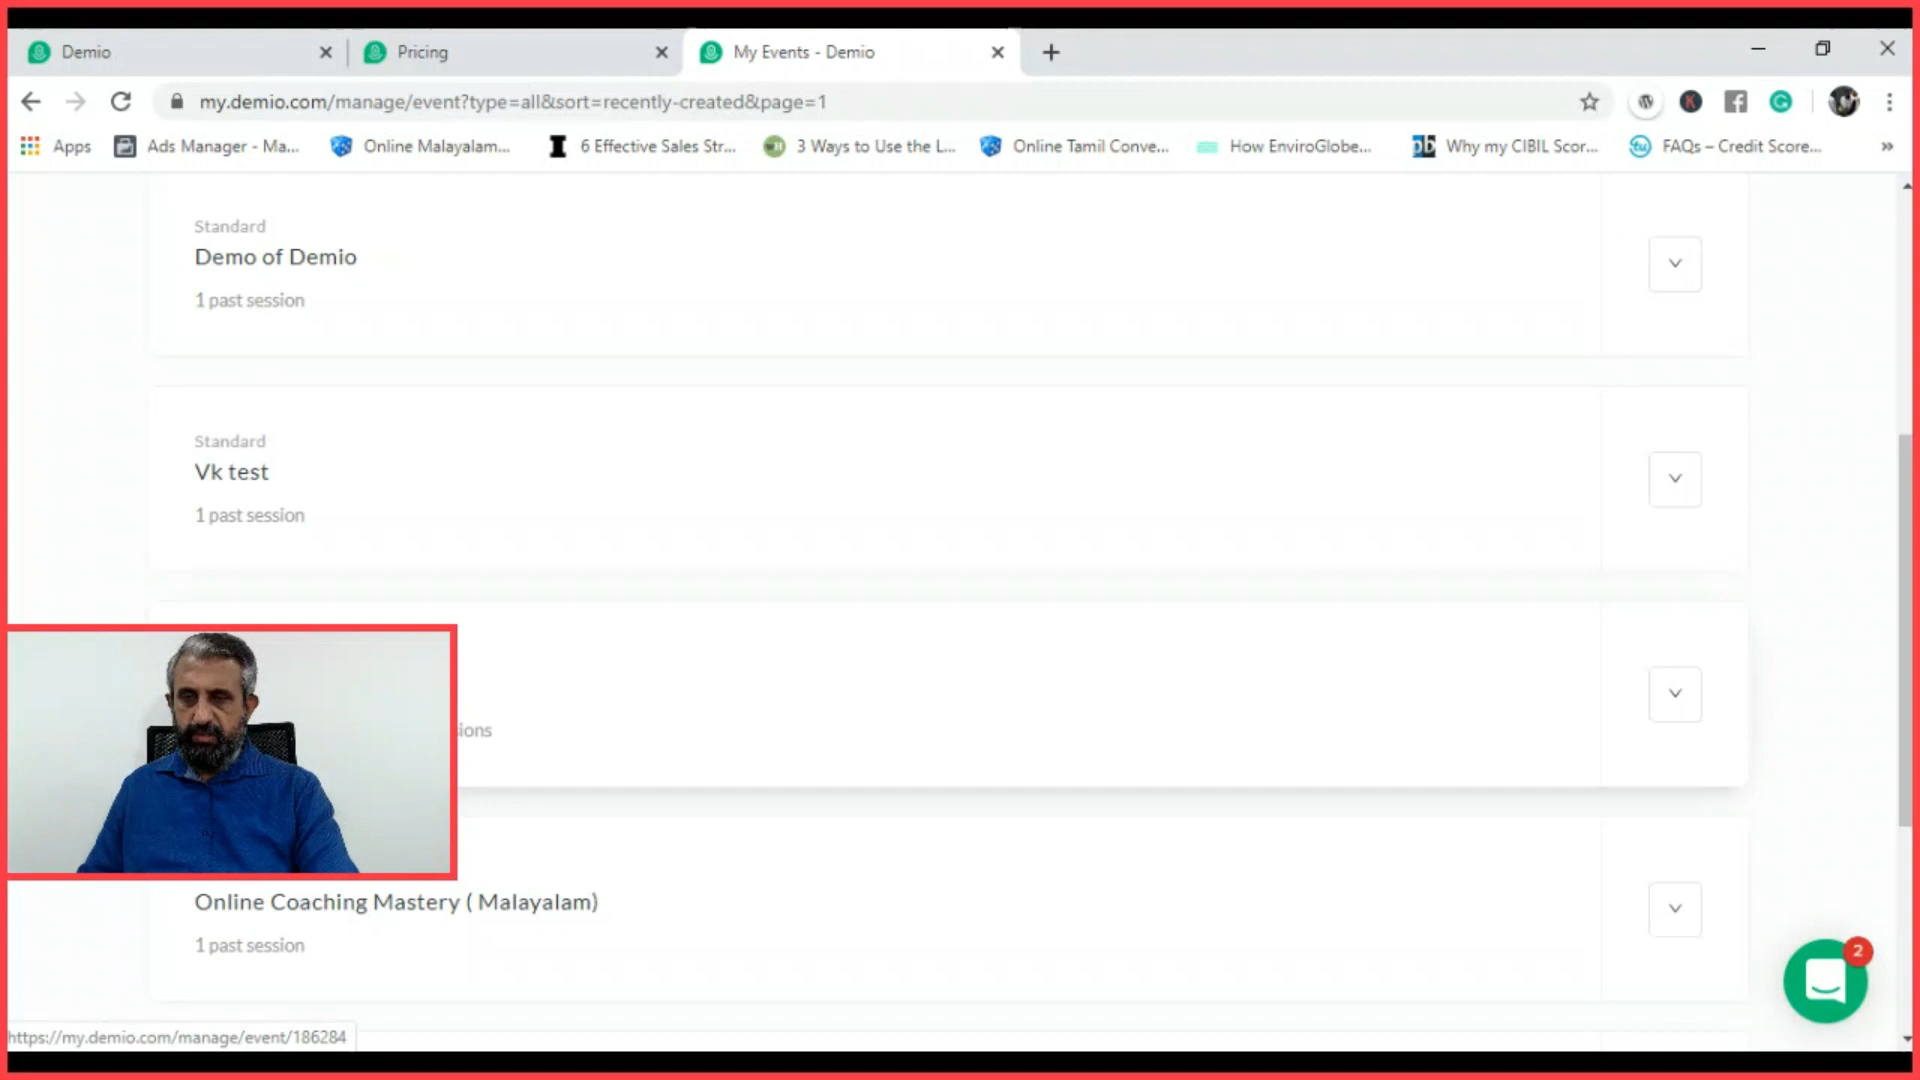 Demio
Pricing
My Events - Demio
my.demio.com/manage/event?type=all&sort=recently-created&page=1
Apps
Ads Manager - Ma...
Online Malayalam...
6 Effective Sales Str...
3 Ways to Use the L...
Online Tamil Conve...
How EnviroGlobe...
Why my CIBIL Scor...
FAQs – Credit Score...
»
Standard
Demo of Demio
1 past session
Standard
Vk test
1 past session
ions
Online Coaching Mastery ( Malayalam)
1 past session
2
https://my.demio.com/manage/event/186284